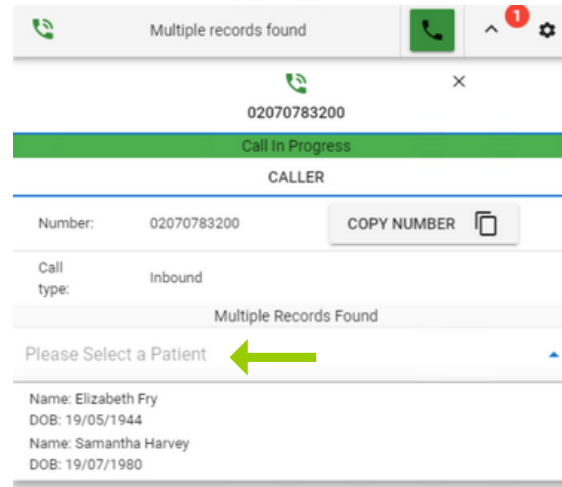 Multiple records found
1
02070783200
Call In Progress
CALLER
Number: 02070783200 COPY NUMBER
Call type: Inbound
Multiple Records Found
Please Select a Patient
Name: Elizabeth Fry
DOB: 19/05/1944
Name: Samantha Harvey
DOB: 19/07/1980